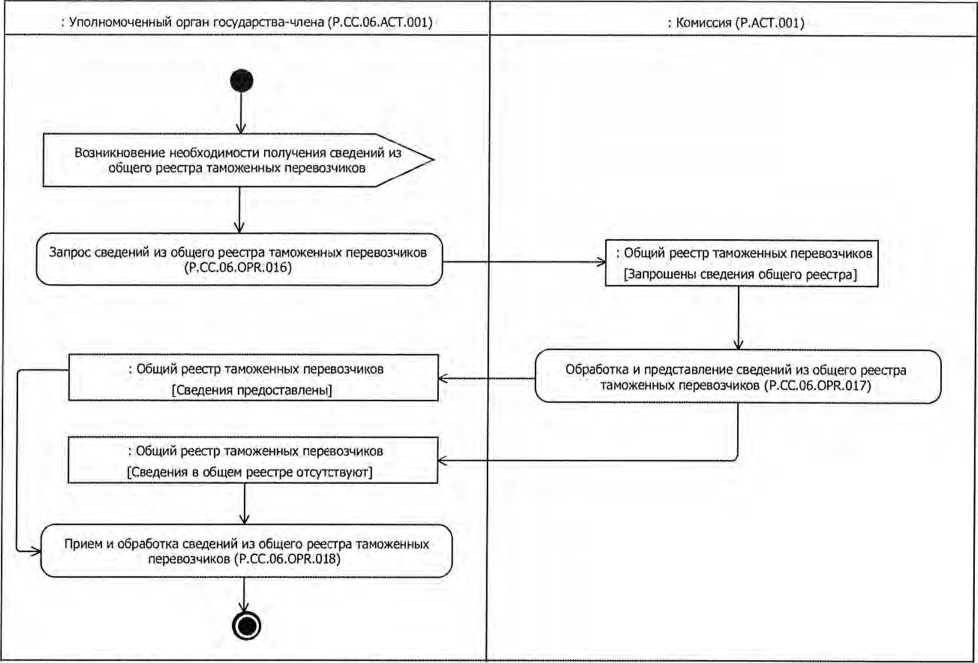 : Уполномоченный орган государства-члена (P.CC.06.ACT.001)
: Комиссия (P.ACT.001)
Возникновение необходимости получения сведений из
общего реестра таможенных перевозчиков
Запрос сведений из общего реестра таможенных перевозчиков
(P.CC.06.OPR.016)
: Общий реестр таможенных перевозчиков
[Запрошены сведения общего реестра]
Обработка и представление сведений из общего реестра
таможенных перевозчиков (P.CC.06.OPR.017)
: Общий реестр таможенных перевозчиков
[Сведения предоставлены]
: Общий реестр таможенных перевозчиков
[Сведения в общем реестре отсутствуют]
Прием и обработка сведений из общего реестра таможенных
перевозчиков (P.CC.06.OPR.018)